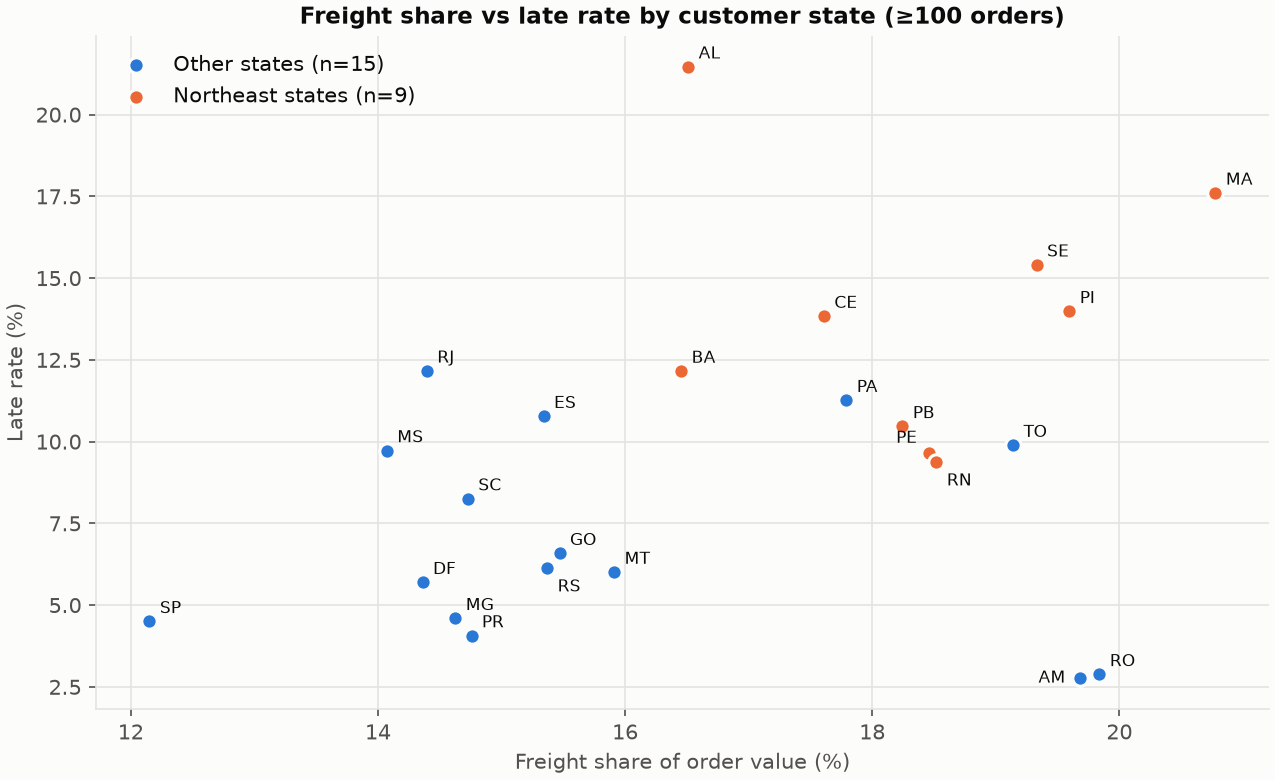 Freight share vs late rate by customer state (≥100 orders)
Other states (n=15)
Northeast states (n=9)
Late rate (%)
20.0
17.5
15.0
12.5
10.0
7.5
5.0
2.5
AL
MA
SE
PI
CE
RJ
BA
PA
ES
PB
MS
PE
TO
RN
SC
GO
MT
DF
RS
SP
MG
PR
RO
AM
12
14
16
18
20
Freight share of order value (%)